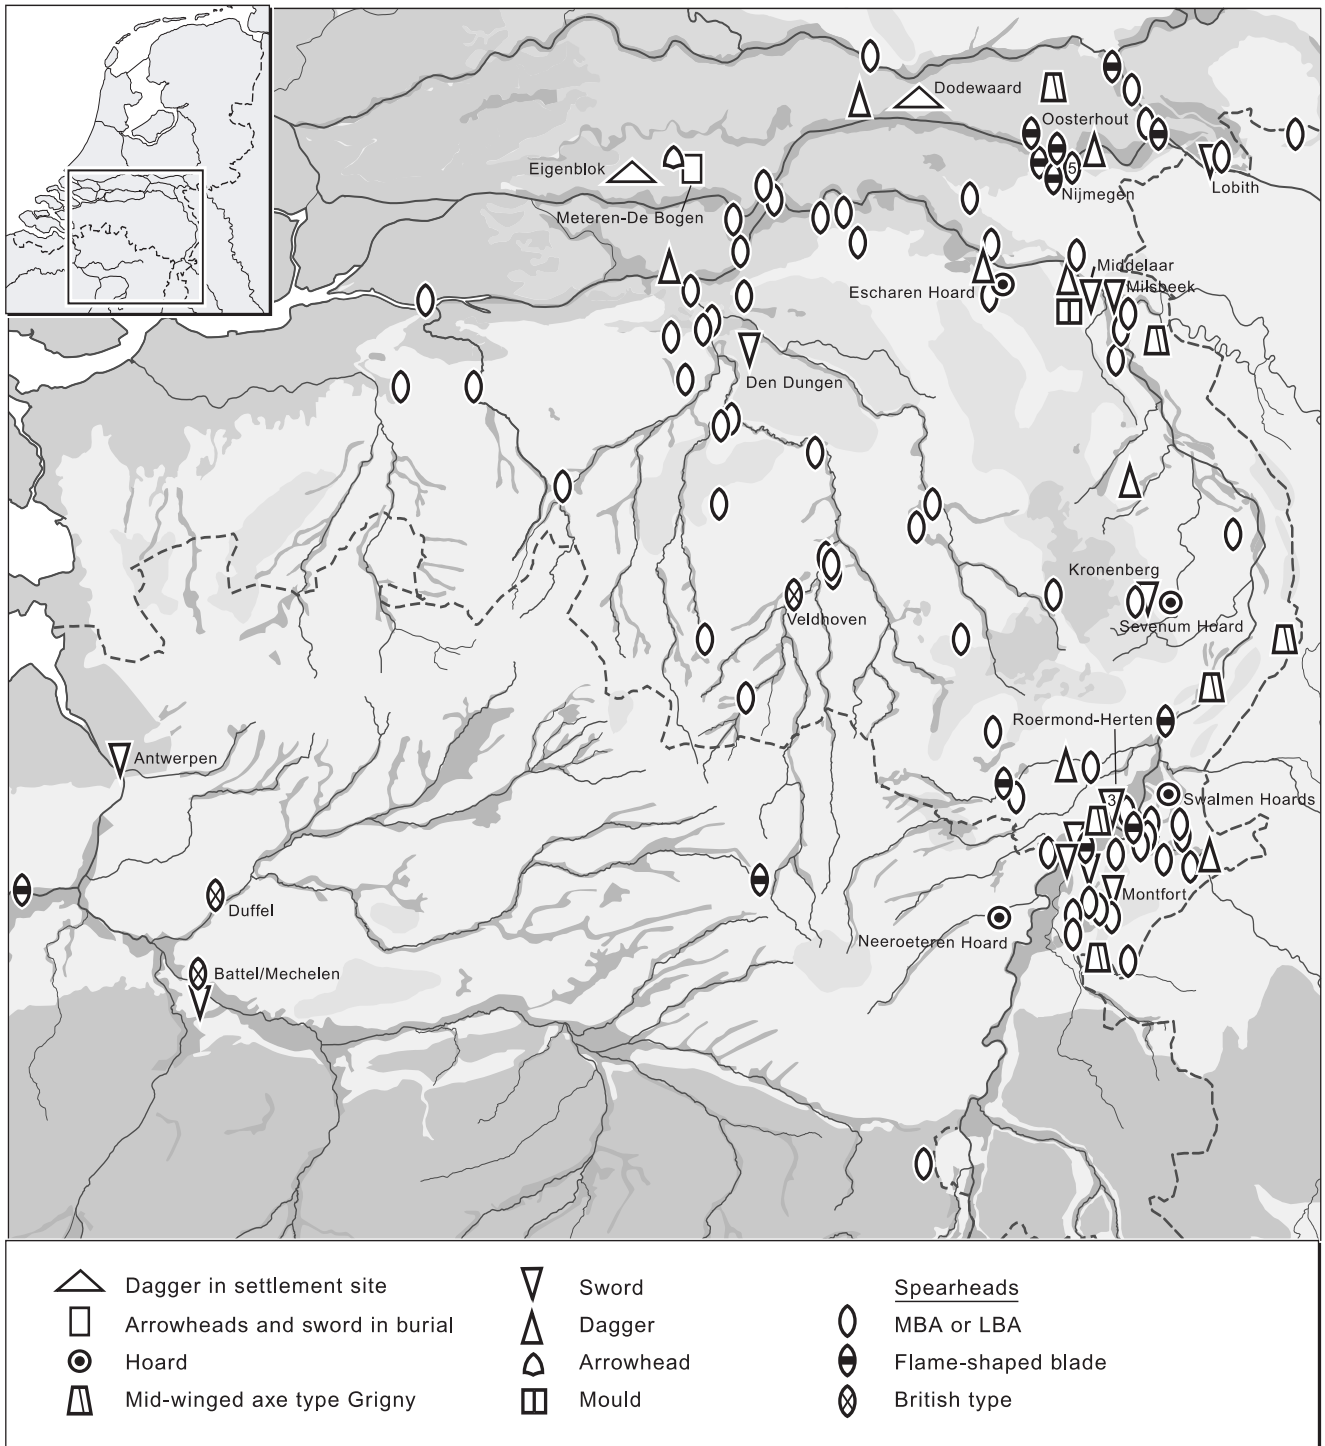 Dodewaard
Oosterhout
Eigenblok
5
Nijmegen
Lobith
Meteren-De Bogen
Middelaar
Escharen Hoard
Milsbeek
Den Dungen
Kronenberg
Veldhoven
Sevenum Hoard
Roermond-Herten
Antwerpen
3
Swalmen Hoards
Montfort
Duffel
Neeroeteren Hoard
Battel/Mechelen
Dagger in settlement site
Arrowheads and sword in burial
Hoard
Mid-winged axe type Grigny
Sword
Dagger
Arrowhead
Mould
Spearheads
MBA or LBA
Flame-shaped blade
British type